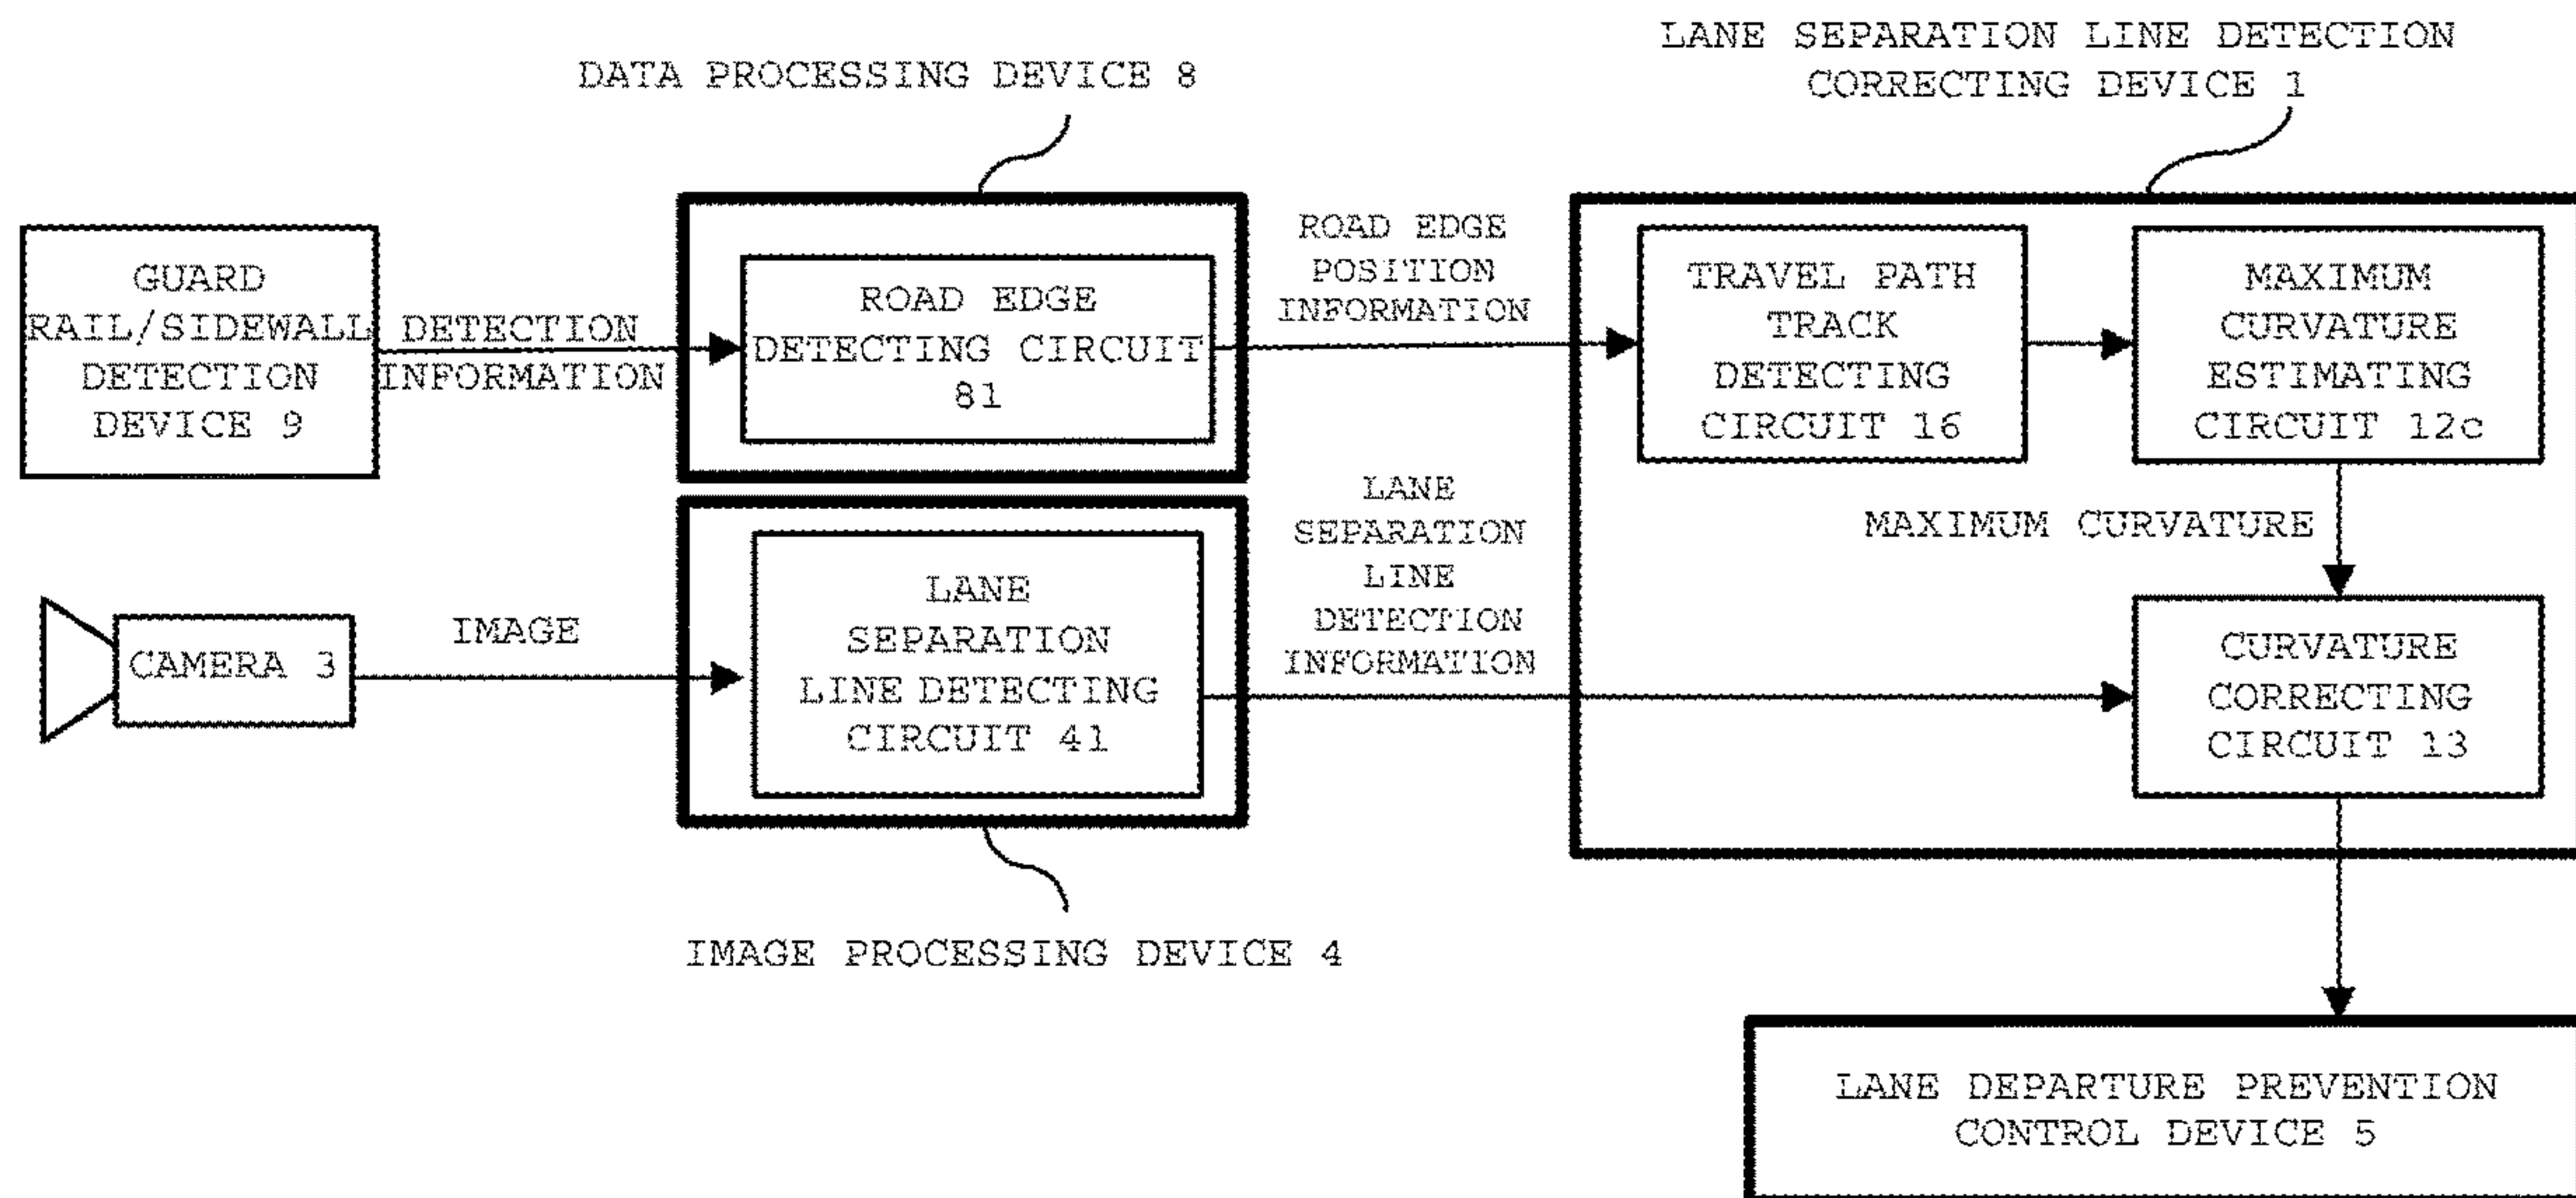 LANE SEPARATION LINE DETECTION
CORRECTING DEVICE 1
DATA PROCESSING DEVICE 8
GUARD
RAIL/SIDEWALL
DETECTION
DEVICE 9
DETECTION
INFORMATION
ROAD EDGE
DETECTING CIRCUIT
81
ROAD EDGE
POSITION
INFORMATION
TRAVEL PATH
TRACK
DETECTING
CIRCUIT 16
MAXIMUM
CURVATURE
ESTIMATING
CIRCUIT 12c
MAXIMUM CURVATURE
CAMERA 3
IMAGE
LANE
SEPARATION
LINE DETECTING
CIRCUIT 41
LANE
SEPARATION
LINE
DETECTION
INFORMATION
CURVATURE
CORRECTING
CIRCUIT 13
IMAGE PROCESSING DEVICE 4
LANE DEPARTURE PREVENTION
CONTROL DEVICE 5